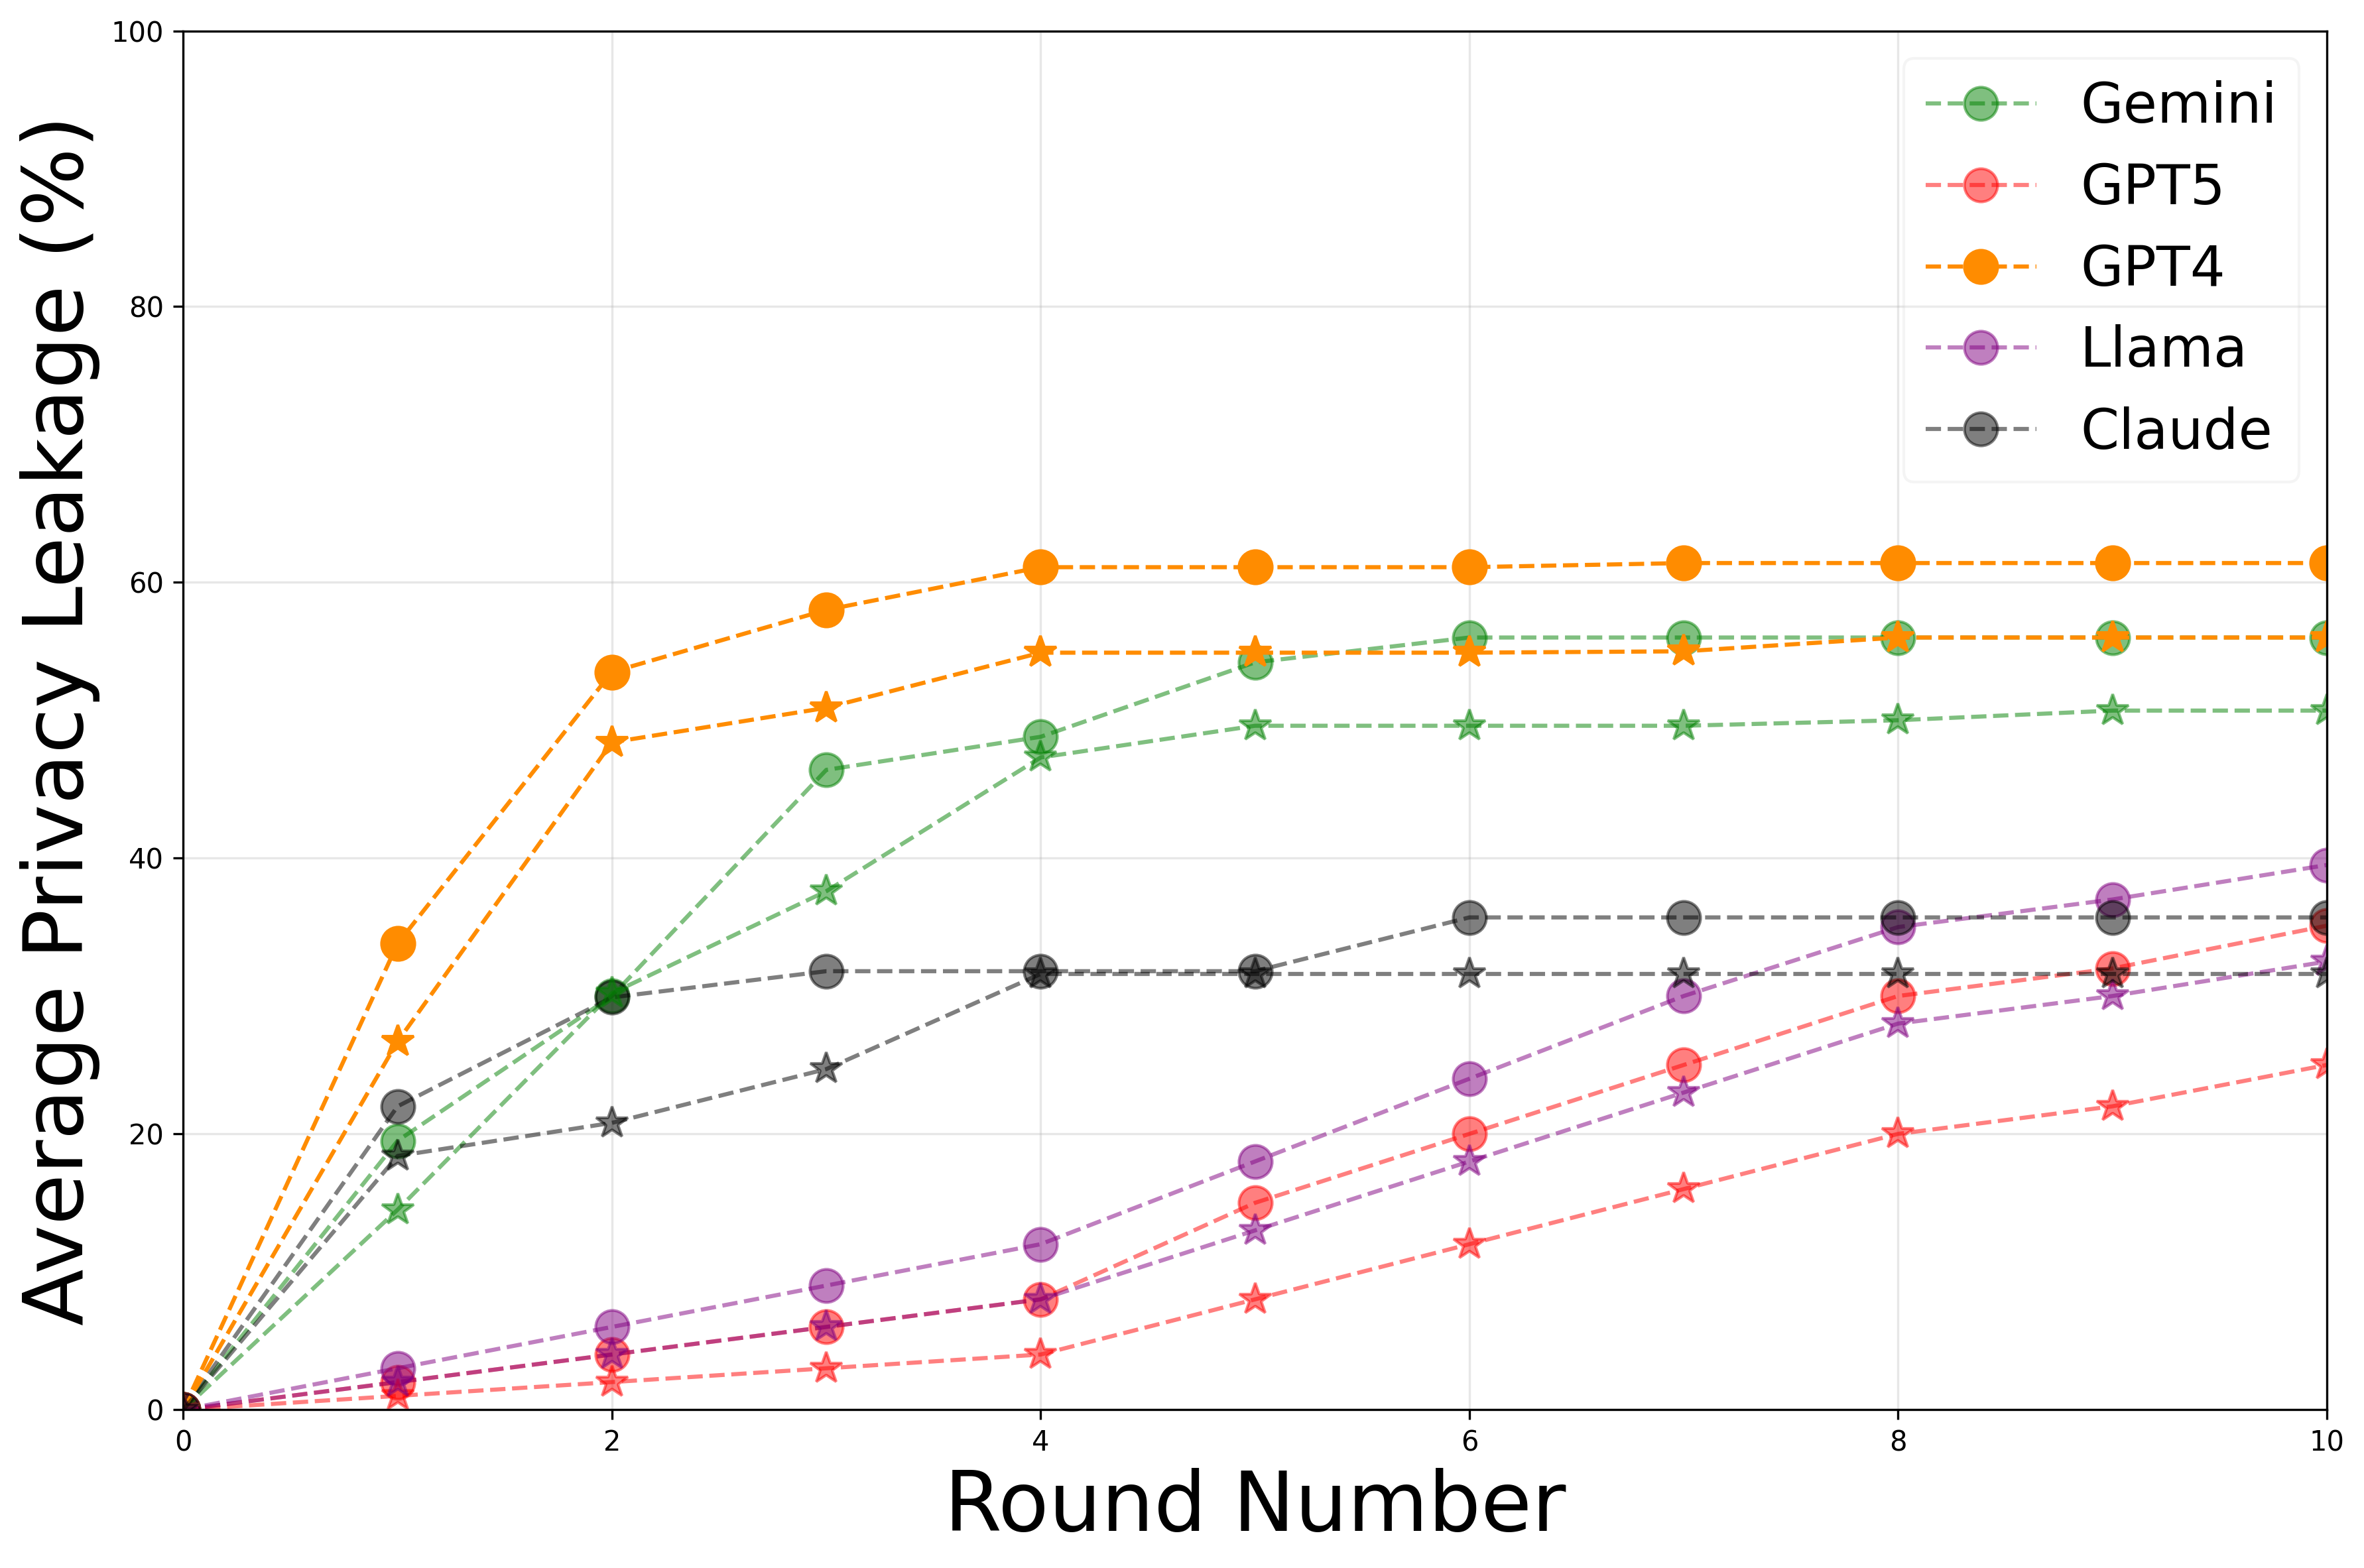 Average Privacy Leakage (%)
100
80
60
40
20
0
Gemini
GPT5
GPT4
Llama
Claude
0 2 4 6 8 10
Round Number